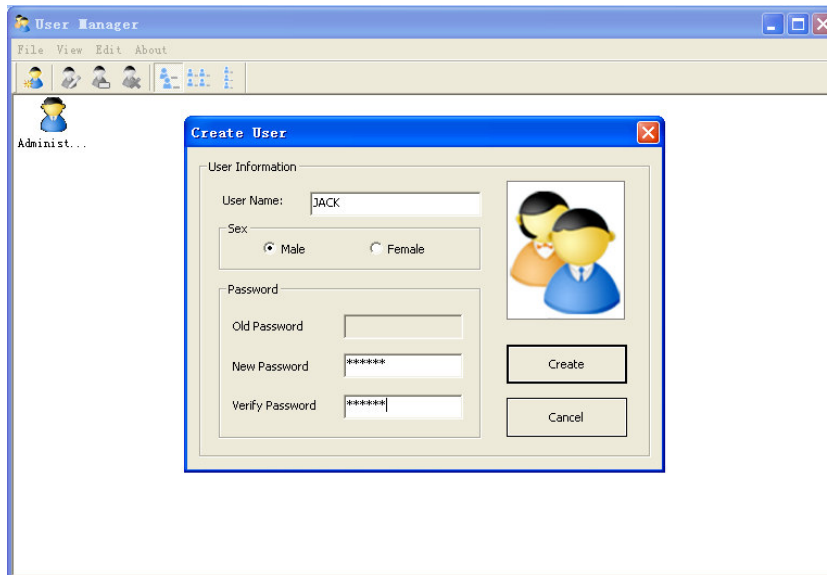 User Manager
File View Edit About
Administ...
Create User
User Information
User Name: JACK
Sex
Male Female
Password
Old Password
New Password ******
Verify Password ******
Create
Cancel